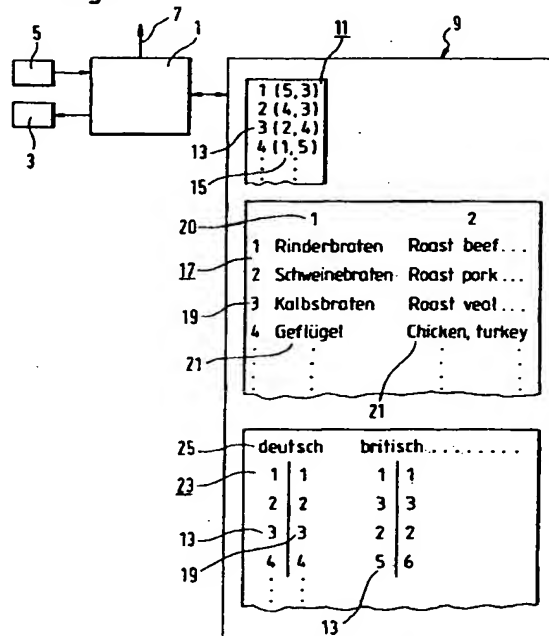 7
5
1
9
3
11
1 (5, 3)
2 (4, 3)
13
3 (2, 4)
4 (1, 5)
15
20
1
2
17
1 Rinderbraten Roast beef...
2 Schweinebraten Roast pork ...
19
3 Kalbsbraten Roast veal ...
4 Geflügel Chicken, turkey
21
21
25
deutsch britisch.........
23
1 1 1 1
2 2 3 3
13
3 3 2 2
4 4 5 6
19
13